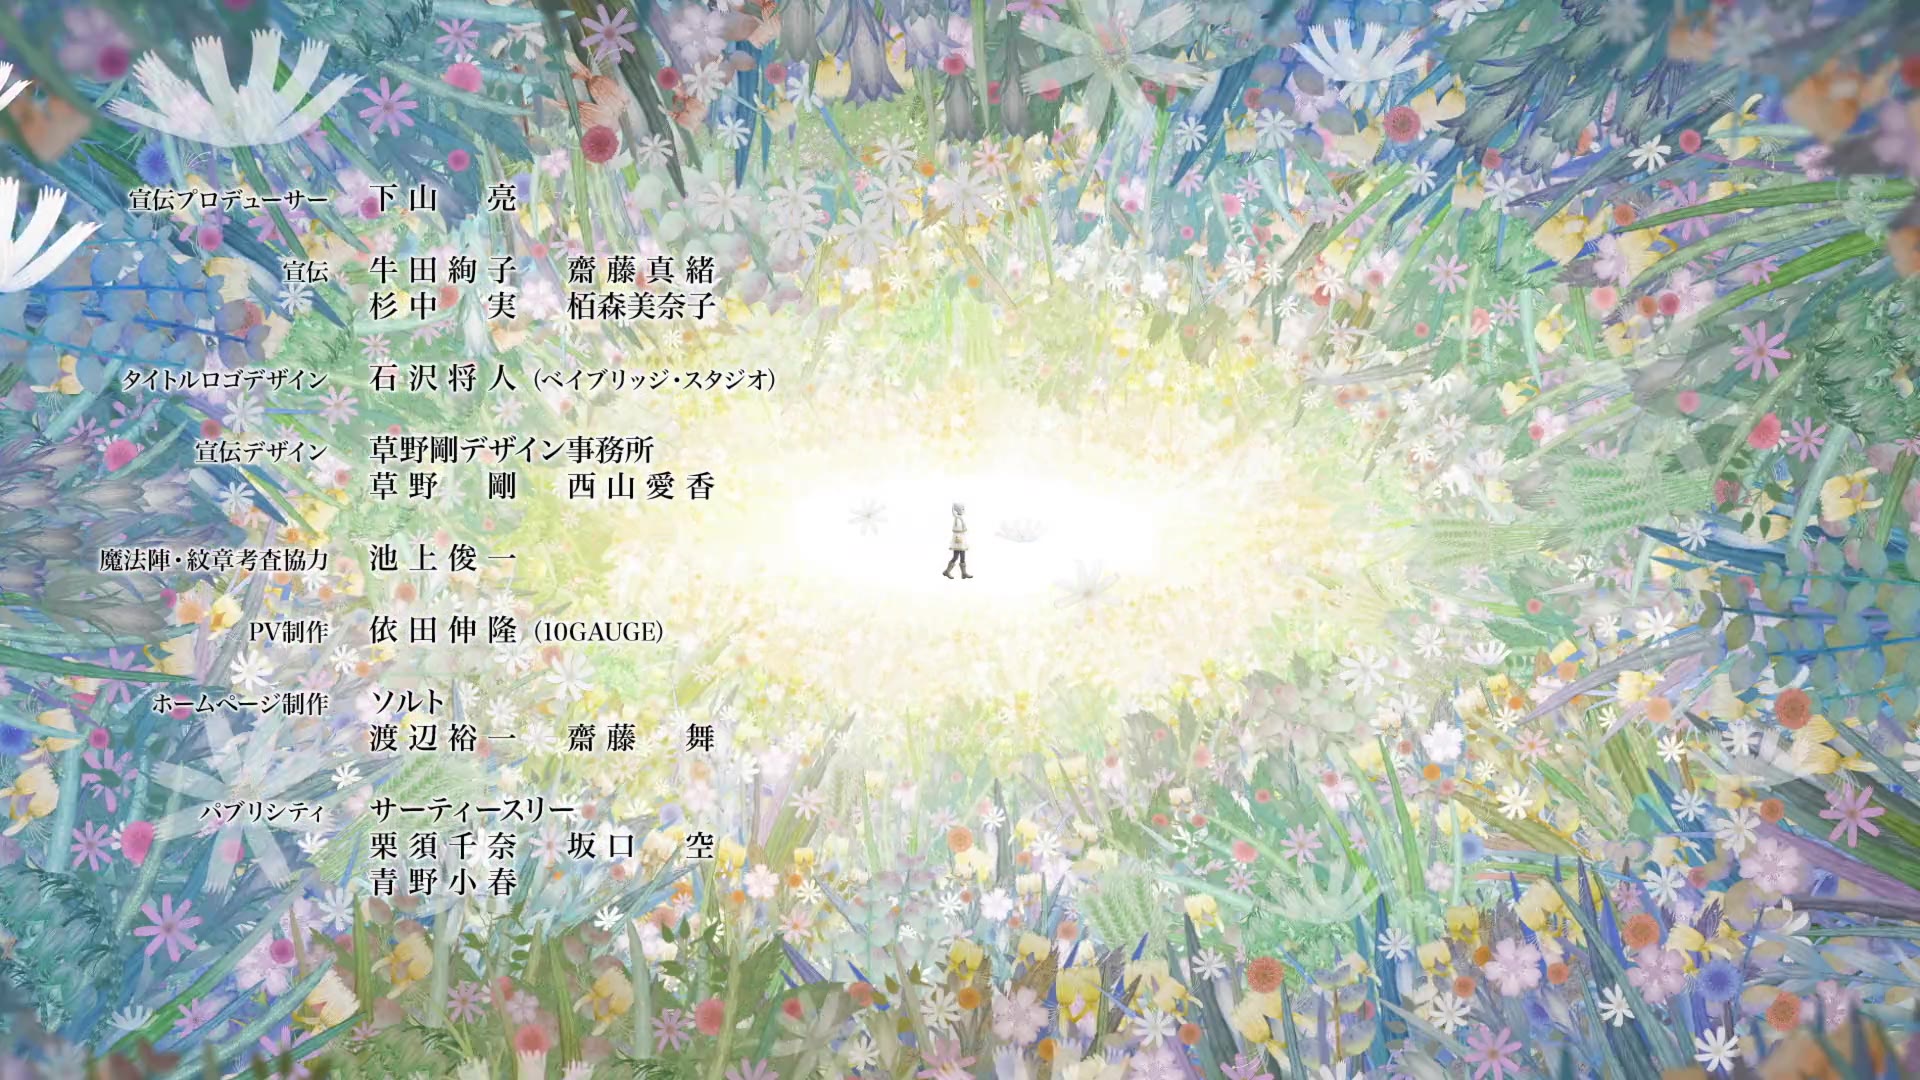 宣伝プロデューサー 下山 亮
宣伝 牛田絢子 齋藤真緒
杉中 実 栢森美奈子
タイトルロゴデザイン 石沢将人（ベイブリッジ・スタジオ）
宣伝デザイン 草野剛デザイン事務所
草野 剛 西山愛香
魔法陣・紋章考査協力 池上俊一
PV制作 依田伸隆（10GAUGE）
ホームページ制作 ソルト
渡辺裕一 齋藤 舞
パブリシティ サーティースリー
栗須千奈 坂口 空
青野小春